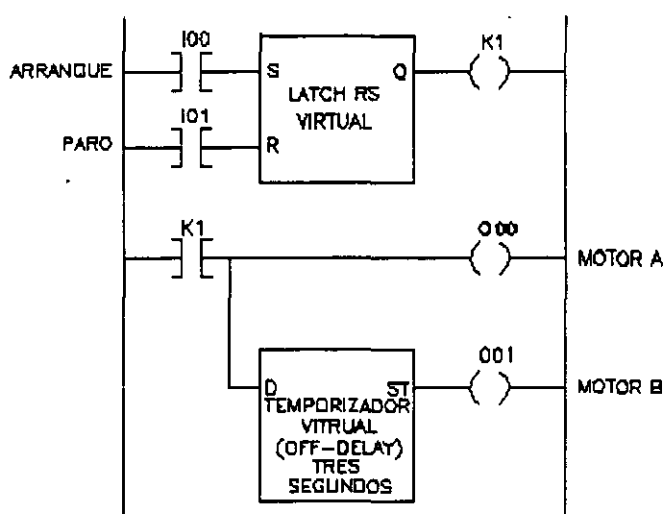 I00
K1
ARRANQUE
S
Q
LATCH RS
VIRTUAL
I01
PARO
R
K1
O00
MOTOR A
D
ST
001
MOTOR B
TEMPORIZADOR
VITRUAL
(OFF-DELAY)
TRES
SEGUNDOS